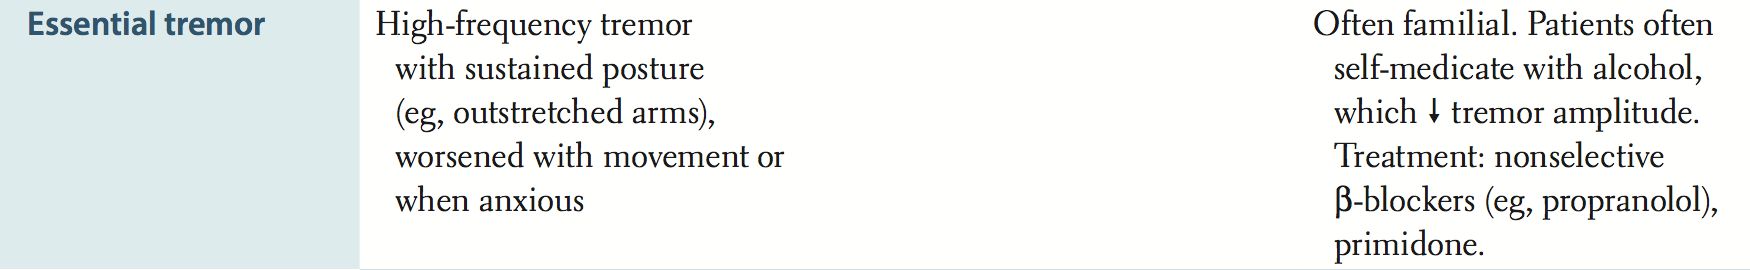 Essential tremor
High-frequency tremor
with sustained posture
(eg, outstretched arms),
worsened with movement or
when anxious
Often familial. Patients often
self-medicate with alcohol,
which ↓ tremor amplitude.
Treatment: nonselective
β-blockers (eg, propranolol),
primidone.